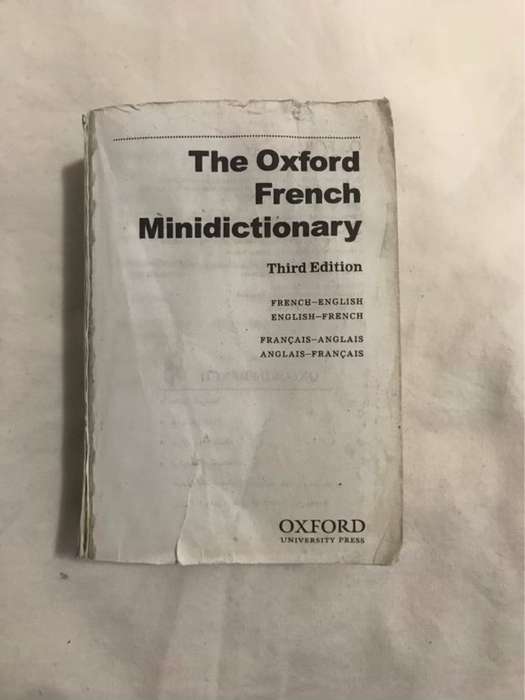 The Oxford
French
Minidictionary
Third Edition
FRENCH–ENGLISH
ENGLISH–FRENCH
FRANÇAIS–ANGLAIS
ANGLAIS–FRANÇAIS
OXFORD
UNIVERSITY PRESS